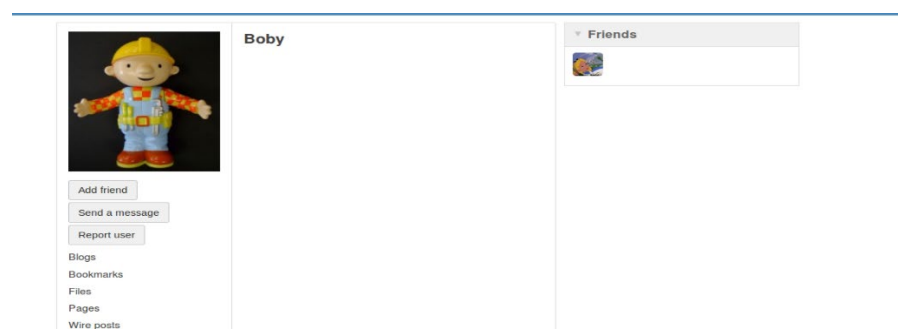 Boby
Friends
Add friend
Send a message
Report user
Blogs
Bookmarks
Files
Pages
Wire posts